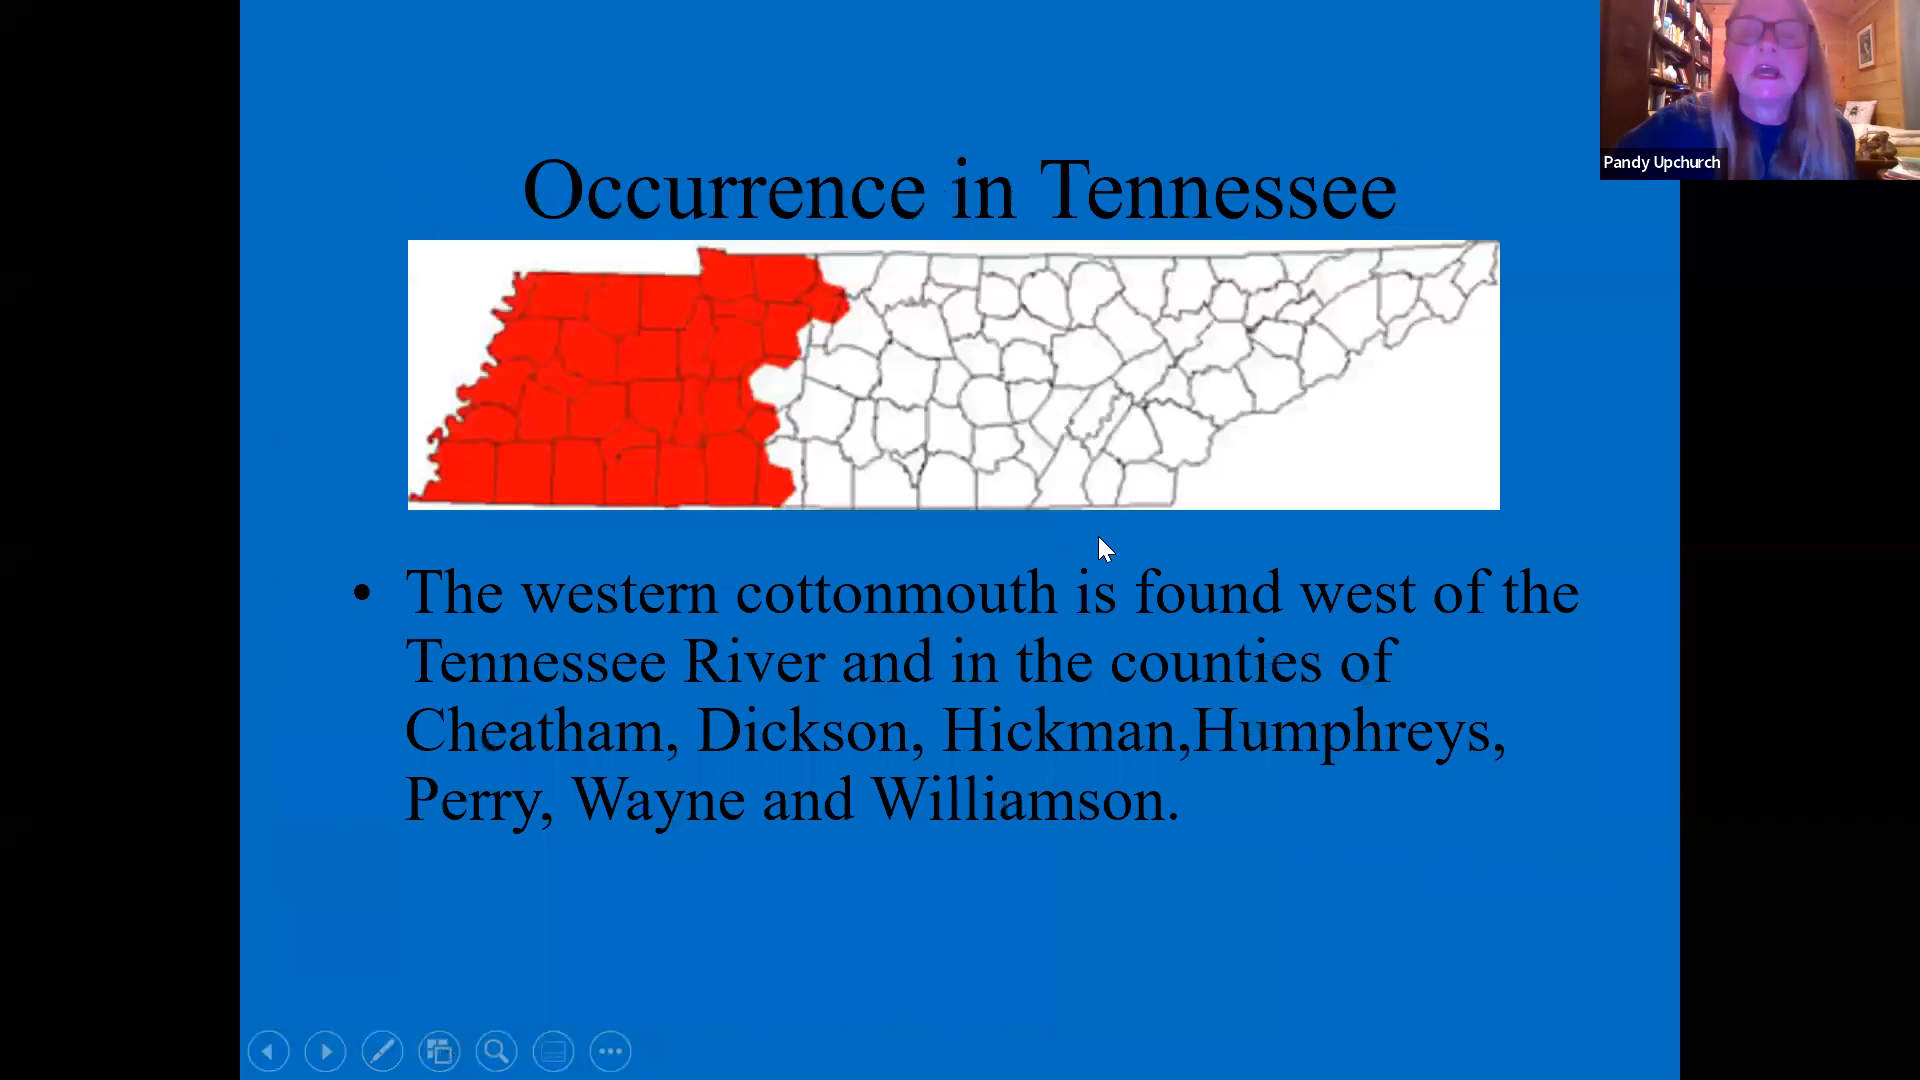 Pandy Upchurch
Occurrence in Tennessee
• The western cottonmouth is found west of the
Tennessee River and in the counties of
Cheatham, Dickson, Hickman,Humphreys,
Perry, Wayne and Williamson.